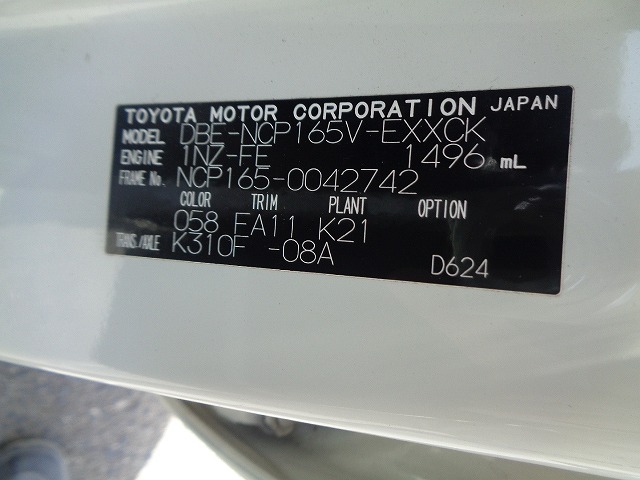 TOYOTA MOTOR CORPORATION JAPAN
MODEL DBE-NCP165V-EXXCK
ENGINE 1NZ-FE 1496 mL
FRAME No. NCP165-0042742
COLOR TRIM PLANT OPTION
058 EA11 K21
TRANS./AXLE K310F -08A
D624